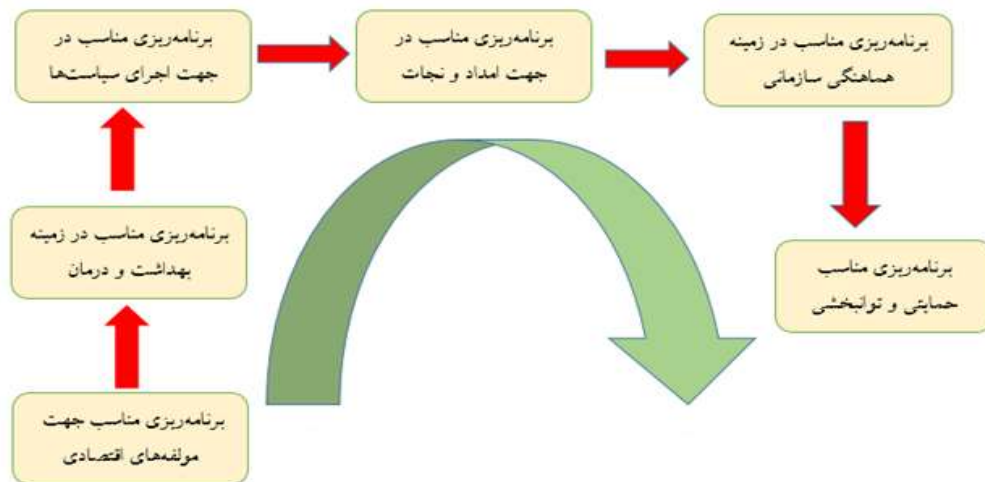 برنامه‌ریزی مناسب در
جهت اجرای سیاست‌ها
برنامه‌ریزی مناسب در
جهت امداد و نجات
برنامه‌ریزی مناسب در زمینه
هماهنگی سازمانی
برنامه‌ریزی مناسب در زمینه
بهداشت و درمان
برنامه‌ریزی مناسب
حمایتی و توانبخشی
برنامه‌ریزی مناسب جهت
مولفه‌های اقتصادی